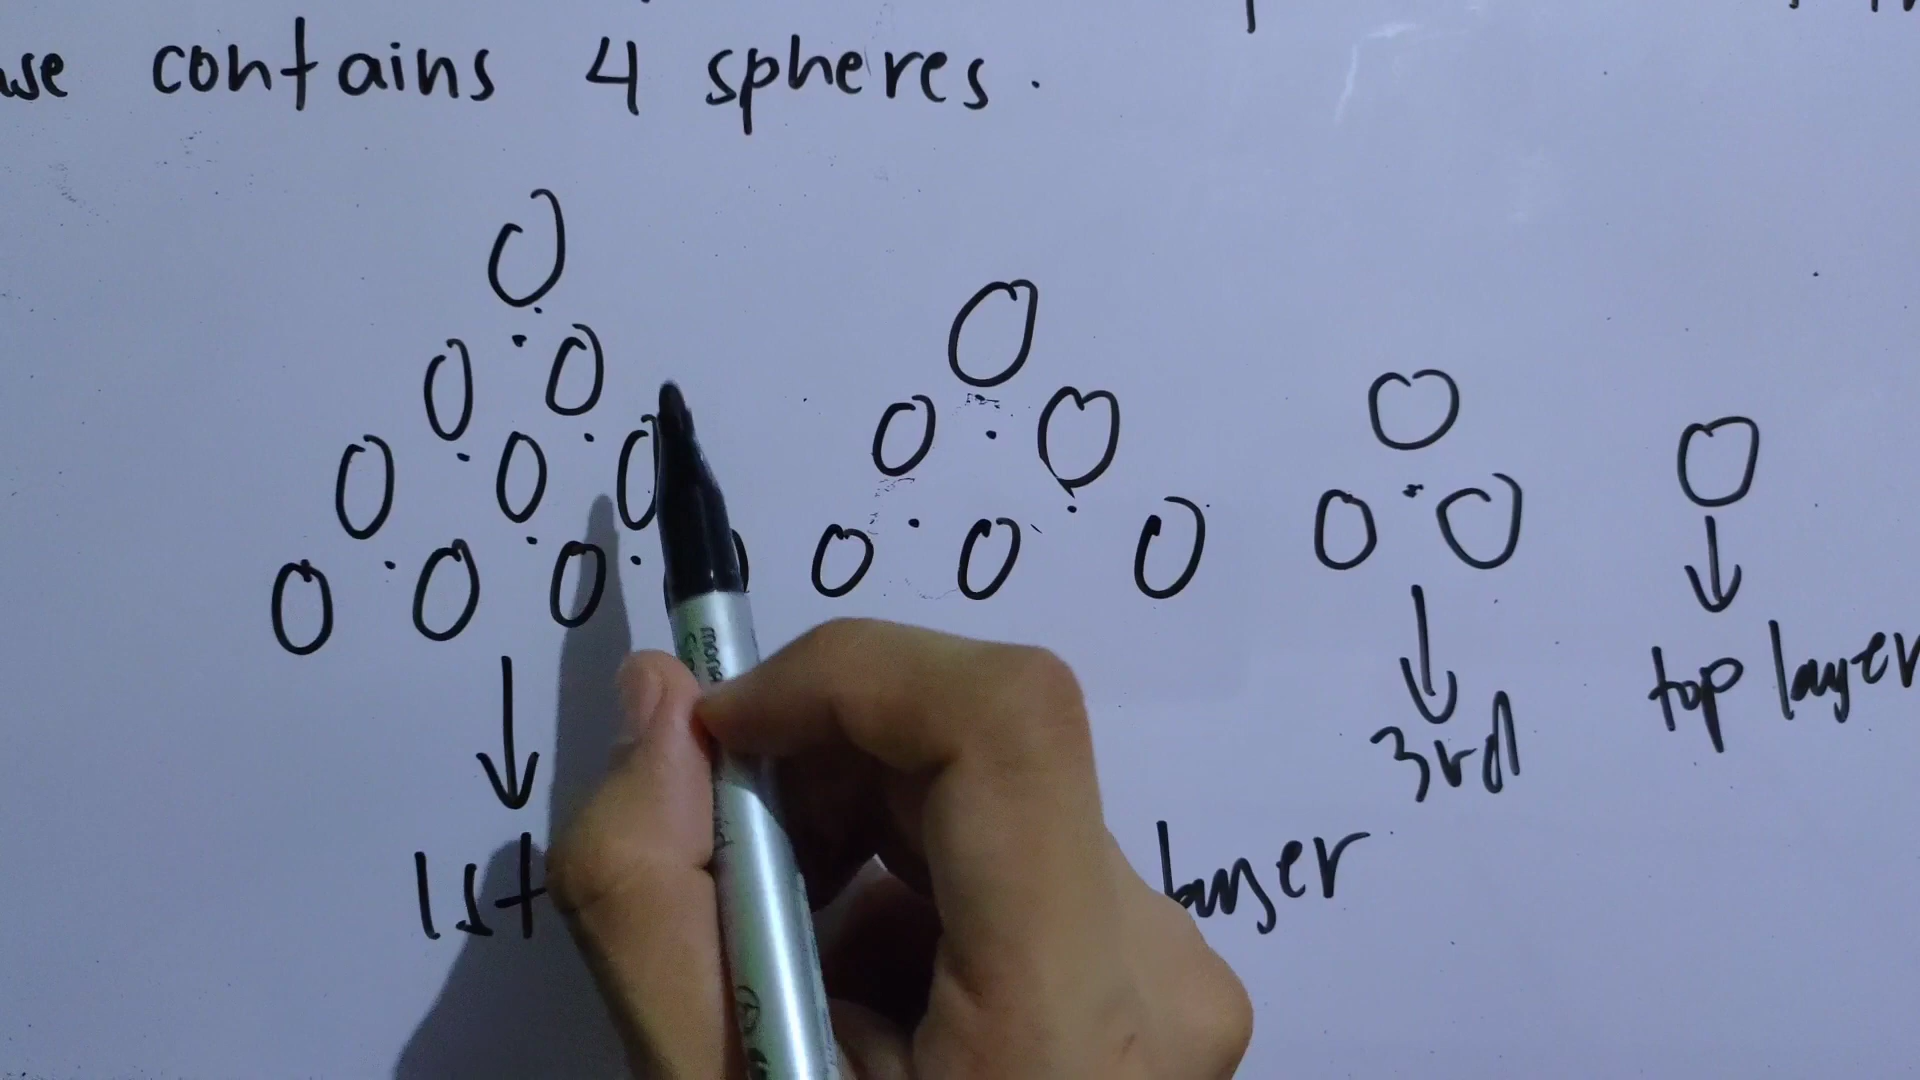 contains 4 spheres.
1st
layer
3rd
top layer